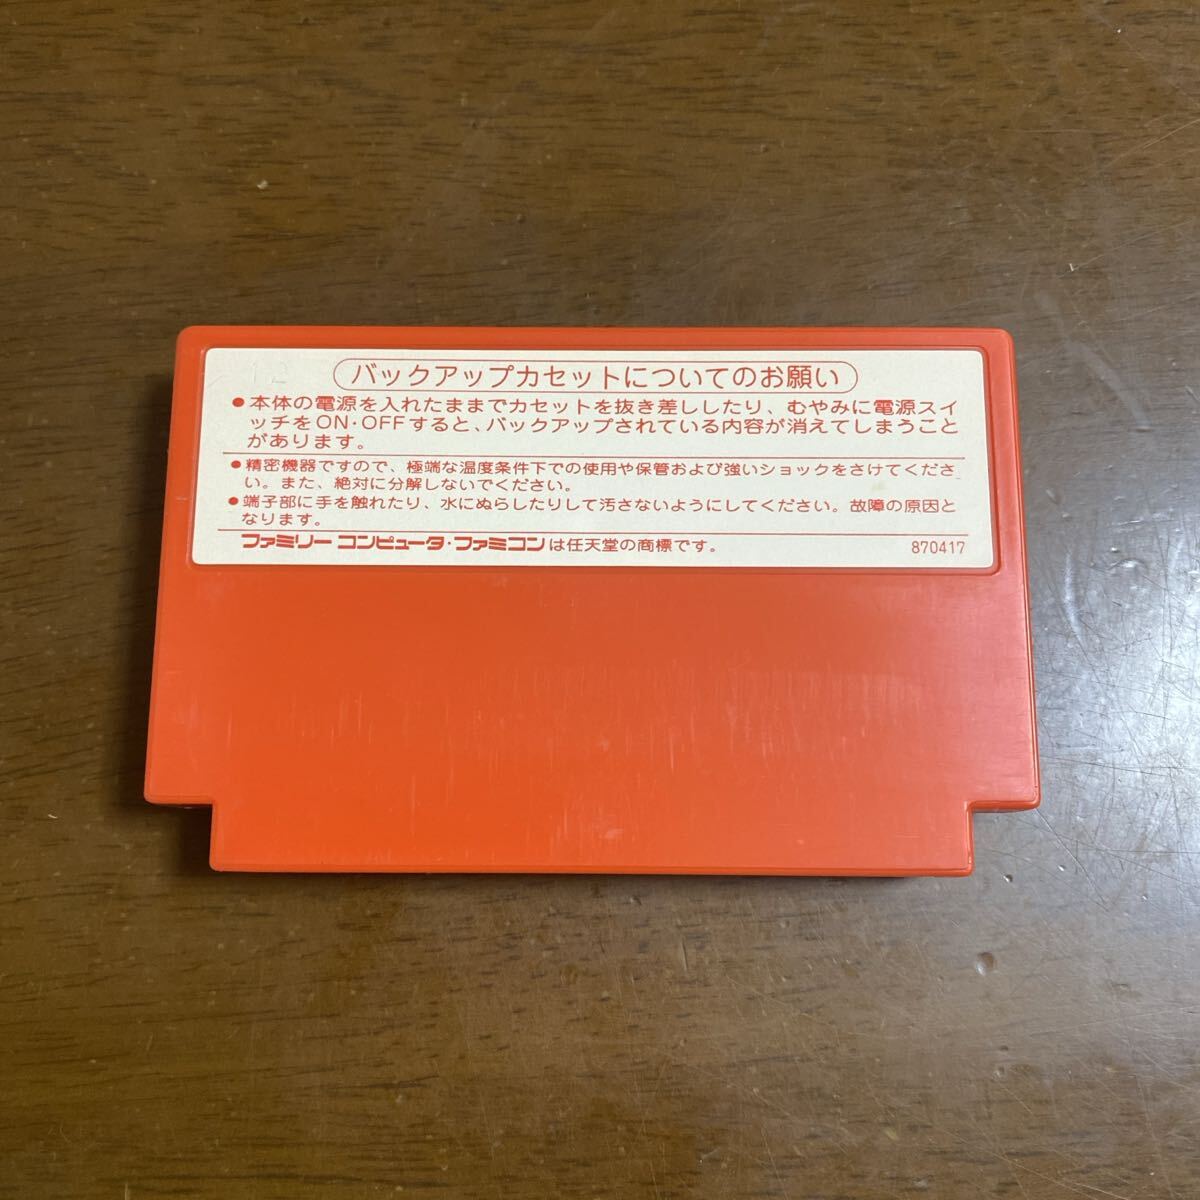 12
バックアップカセットについてのお願い
●本体の電源を入れたままでカセットを抜き差ししたり、むやみに電源スイ
ッチをON・OFFすると、バックアップされている内容が消えてしまうこと
があります。
●精密機器ですので、極端な温度条件下での使用や保管および強いショックをさけてくださ
い。また、絶対に分解しないでください。
●端子部に手を触れたり、水にぬらしたりして汚さないようにしてください。故障の原因と
なります。
ファミリー コンピュータ・ファミコンは任天堂の商標です。 870417